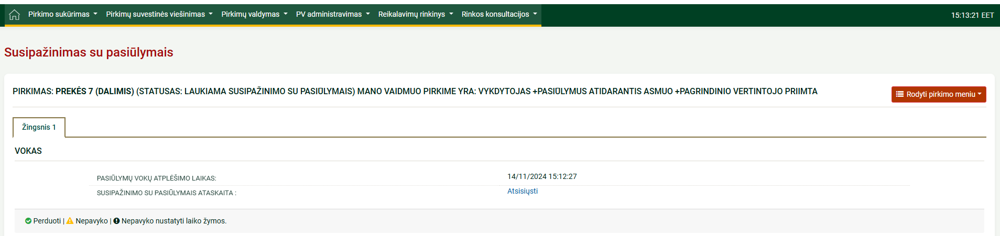 Pirkimo sukūrimas Pirkimų suvestinės viešinimas Pirkimų valdymas PV administravimas Reikalavimų rinkinys Rinkos konsultacijos 15:13:21 EET
Susipažinimas su pasiūlymais
PIRKIMAS: PREKĖS 7 (DALIMIS) (STATUSAS: LAUKIAMA SUSIPAŽINIMO SU PASIŪLYMAIS) MANO VAIDMUO PIRKIME YRA: VYKDYTOJAS +PASIŪLYMUS ATIDARANTIS ASMUO +PAGRINDINIO VERTINTOJO PRIIMTA
Rodyti pirkimo meniu
Žingsnis 1
VOKAS
PASIŪLYMŲ VOKŲ ATPLĖŠIMO LAIKAS: 14/11/2024 15:12:27
SUSIPAŽINIMO SU PASIŪLYMAIS ATASKAITA : Atsisiųsti
Perduoti | Nepavyko | Nepavyko nustatyti laiko žymos.